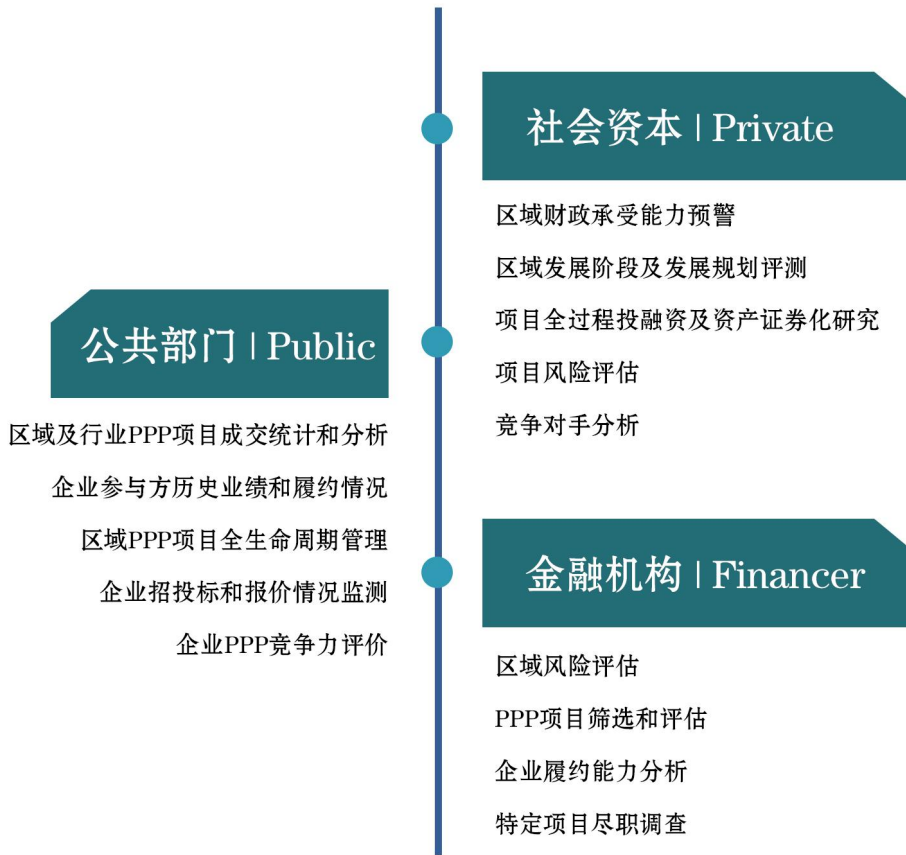 社会资本 | Private
区域财政承受能力预警
区域发展阶段及发展规划评测
项目全过程投融资及资产证券化研究
项目风险评估
竞争对手分析
公共部门 | Public
区域及行业PPP项目成交统计和分析
企业参与方历史业绩和履约情况
区域PPP项目全生命周期管理
企业招投标和报价情况监测
企业PPP竞争力评价
金融机构 | Financer
区域风险评估
PPP项目筛选和评估
企业履约能力分析
特定项目尽职调查